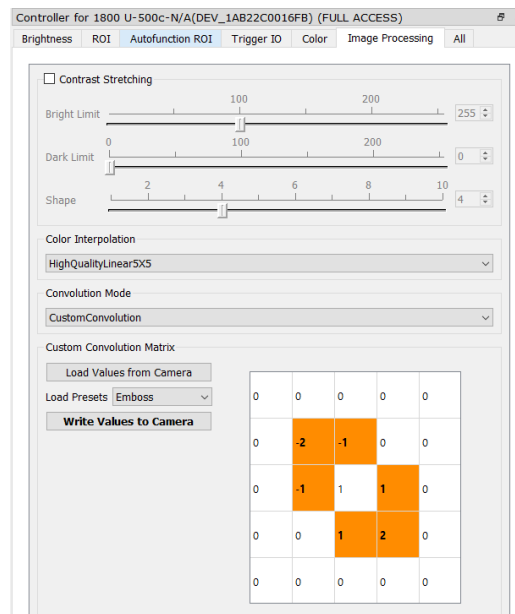 Controller for 1800 U-500c-N/A(DEV_1AB22C0016FB) (FULL ACCESS)
Brightness ROI Autofunction ROI Trigger IO Color Image Processing All
Contrast Stretching
100 200
Bright Limit 255
0 100 200
Dark Limit 0
2 4 6 8 10
Shape 4
Color Interpolation
HighQualityLinear5X5
Convolution Mode
CustomConvolution
Custom Convolution Matrix
Load Values from Camera
Load Presets Emboss
Write Values to Camera
0 0 0 0 0
0 -2 -1 0 0
0 -1 1 1 0
0 0 1 2 0
0 0 0 0 0